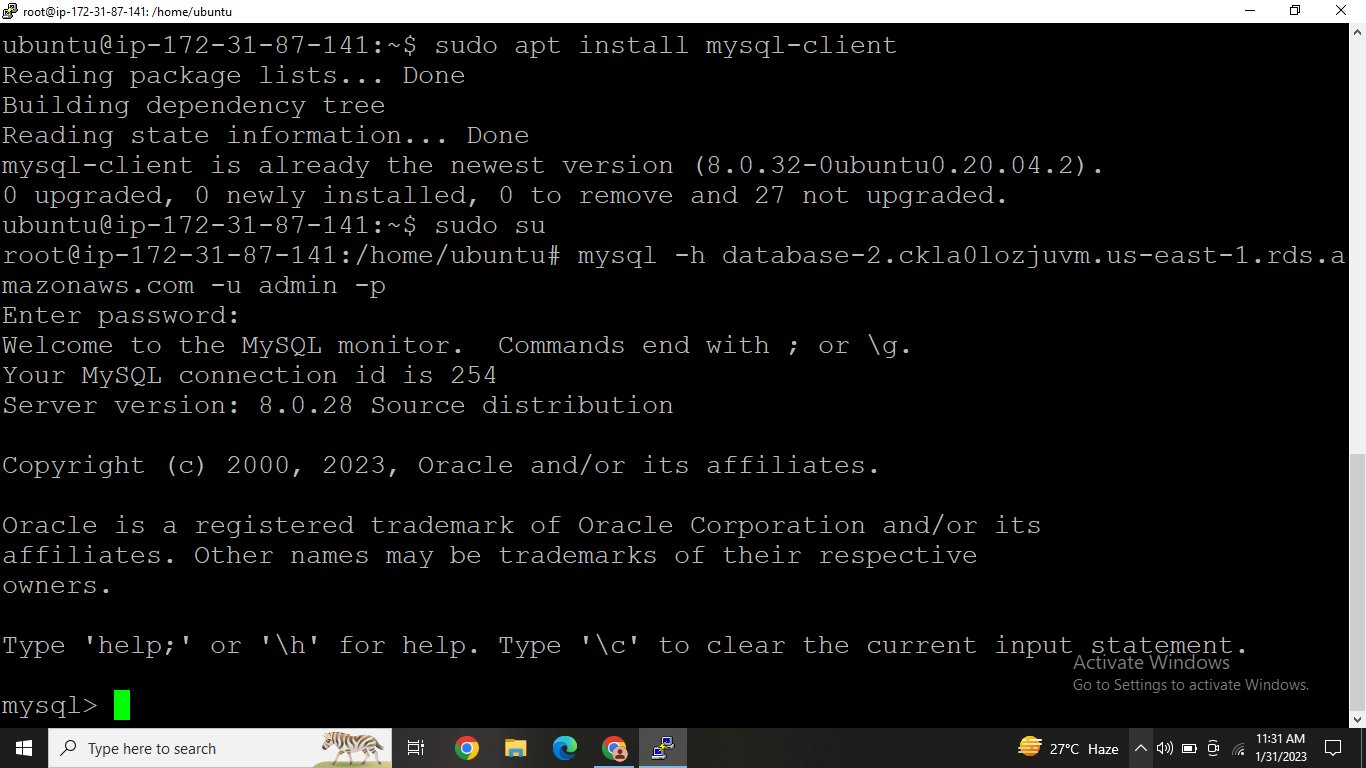 root@ip-172-31-87-141: /home/ubuntu
ubuntu@ip-172-31-87-141:~$ sudo apt install mysql-client
Reading package lists... Done
Building dependency tree
Reading state information... Done
mysql-client is already the newest version (8.0.32-0ubuntu0.20.04.2).
0 upgraded, 0 newly installed, 0 to remove and 27 not upgraded.
ubuntu@ip-172-31-87-141:~$ sudo su
root@ip-172-31-87-141:/home/ubuntu# mysql -h database-2.ckla0lozjuvm.us-east-1.rds.a
mazonaws.com -u admin -p
Enter password:
Welcome to the MySQL monitor.  Commands end with ; or \g.
Your MySQL connection id is 254
Server version: 8.0.28 Source distribution
Copyright (c) 2000, 2023, Oracle and/or its affiliates.
Oracle is a registered trademark of Oracle Corporation and/or its
affiliates. Other names may be trademarks of their respective
owners.
Type 'help;' or '\h' for help. Type '\c' to clear the current input statement.
Activate Windows
Go to Settings to activate Windows.
mysql>
Type here to search
27°C Haze
11:31 AM
1/31/2023